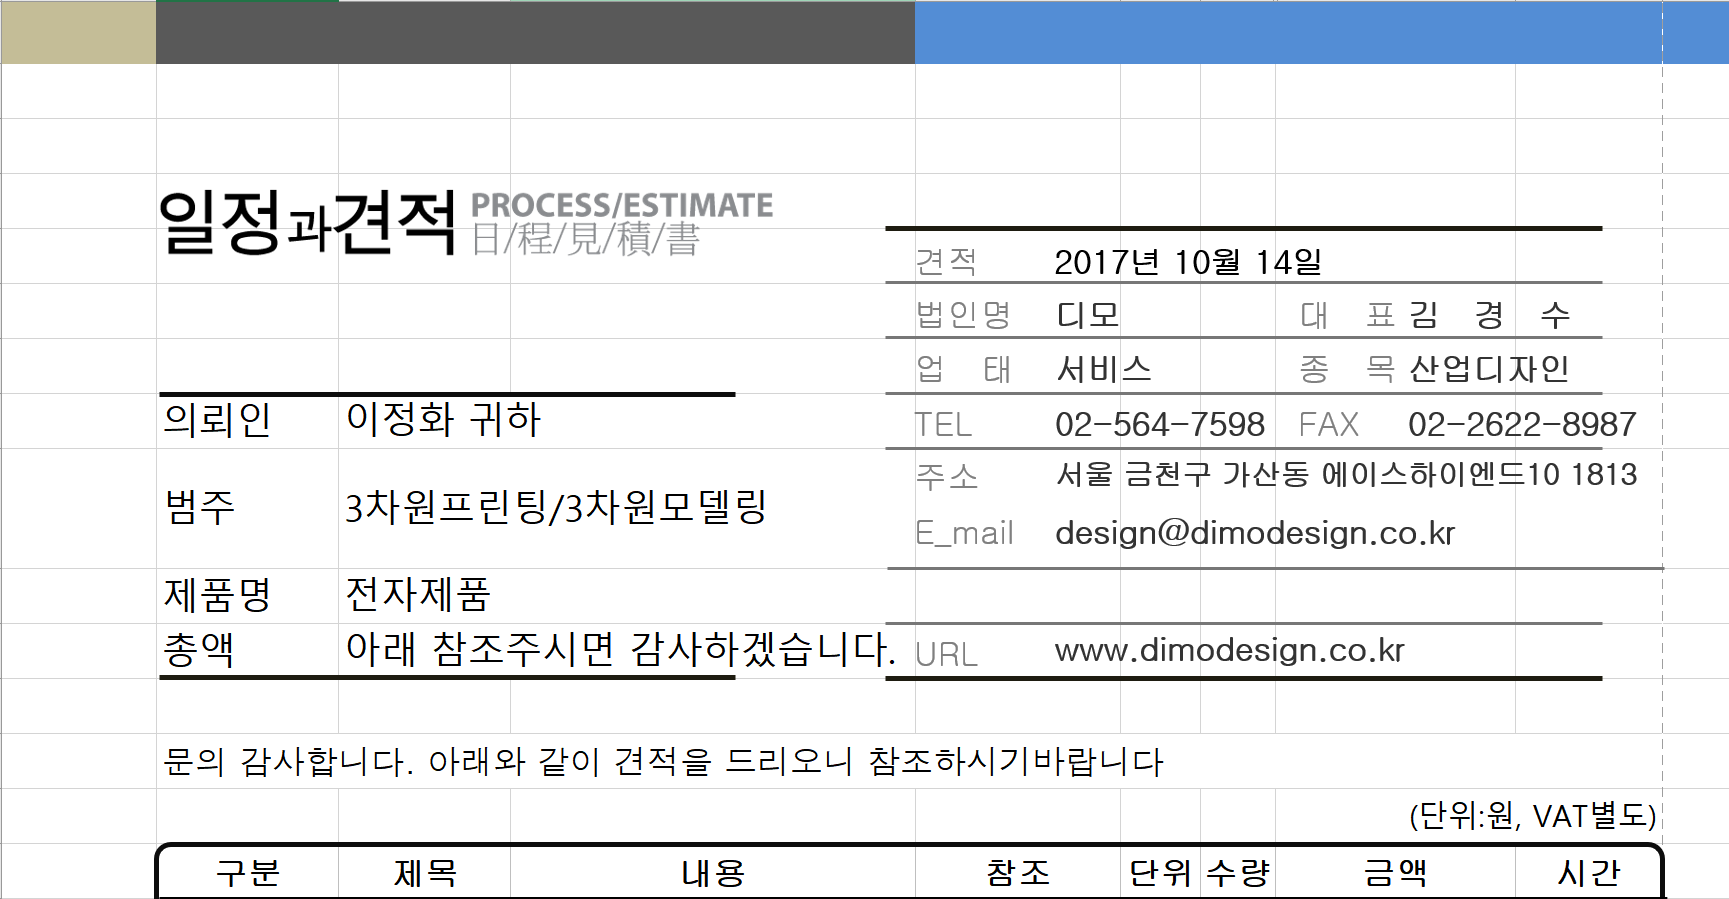 일정과견적 PROCESS/ESTIMATE
日/程/見/積/書
견적 2017년 10월 14일
법인명 디모 대 표 김 경 수
업 태 서비스 종 목 산업디자인
의뢰인 이정화 귀하
TEL 02-564-7598 FAX 02-2622-8987
주소 서울 금천구 가산동 에이스하이엔드10 1813
범주 3차원프린팅/3차원모델링
E_mail design@dimodesign.co.kr
제품명 전자제품
총액 아래 참조주시면 감사하겠습니다.
URL www.dimodesign.co.kr
문의 감사합니다. 아래와 같이 견적을 드리오니 참조하시기바랍니다
(단위:원, VAT별도)
구분 제목 내용 참조 단위 수량 금액 시간